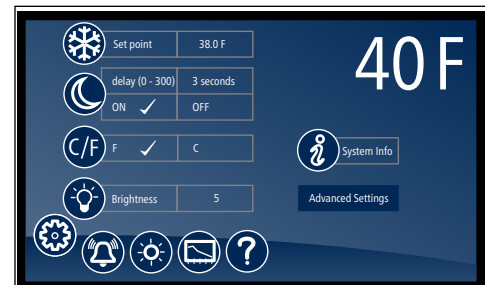 Set point 38.0 F
40 F
delay (0 - 300) 3 seconds
ON ✓ OFF
C/F F ✓ C
System Info
Brightness 5
Advanced Settings
?